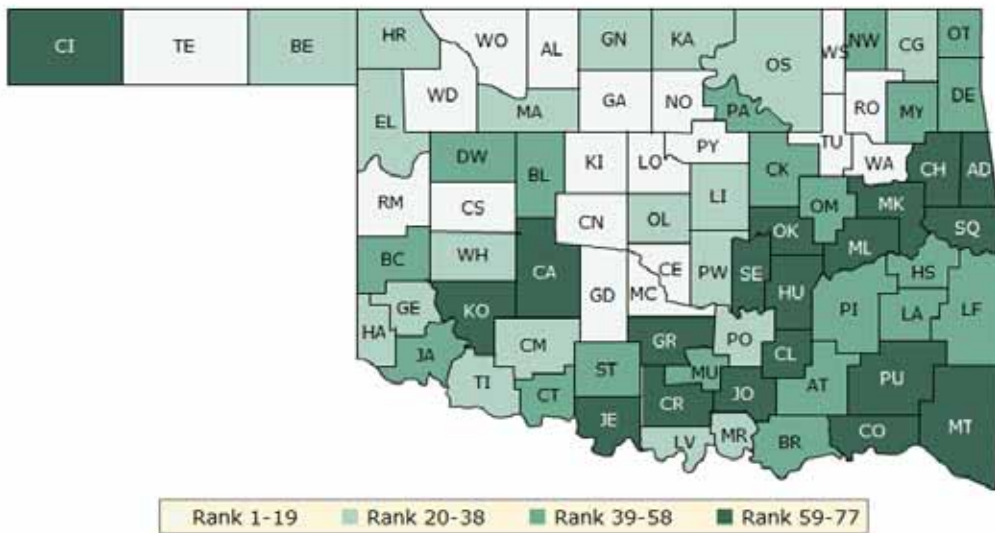 CI TE BE HR WO AL GN KA OS WS NW CG OT
WD MA GA NO PA RO MY DE
EL DW BL KI LO PY CK TU WA CH AD
RM CS CN OL LI OM MK SQ
BC WH CA CE PW SE OK ML HS
GE KO GD MC HU PI LA LF
HA JA CM GR PO CL
TI CT ST MU JO AT PU
JE CR LV MR BR CO MT
Rank 1-19 Rank 20-38 Rank 39-58 Rank 59-77